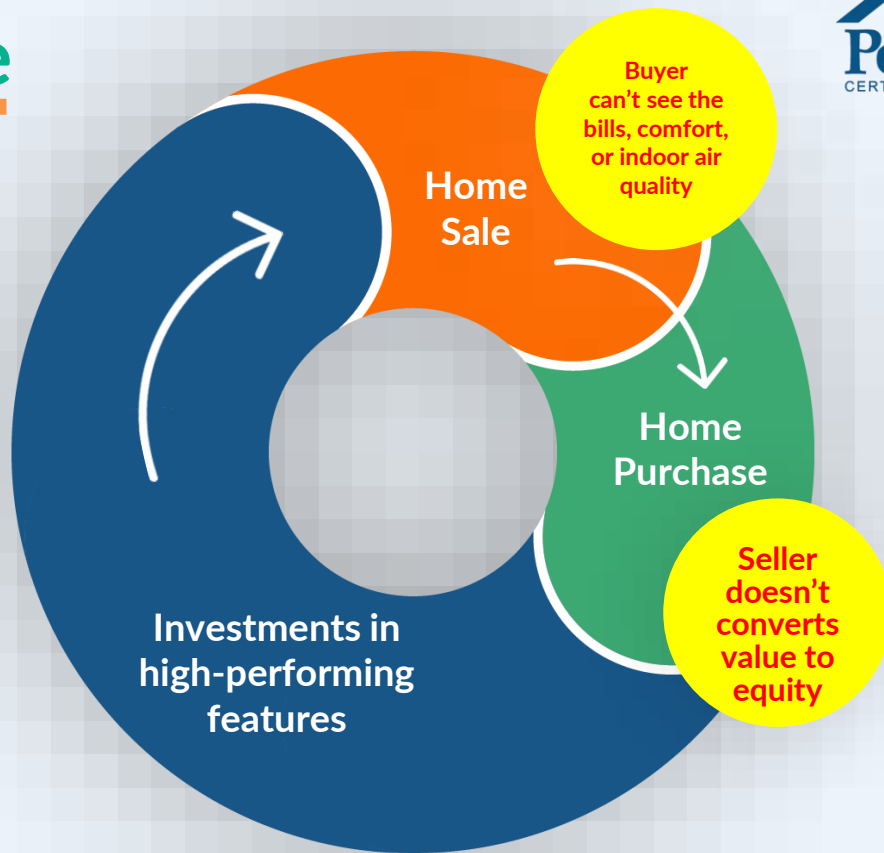 Buyer
can’t see the
bills, comfort,
or indoor air
quality
Home
Sale
Home
Purchase
Seller
doesn’t
converts
value to
equity
Investments in
high-performing
features